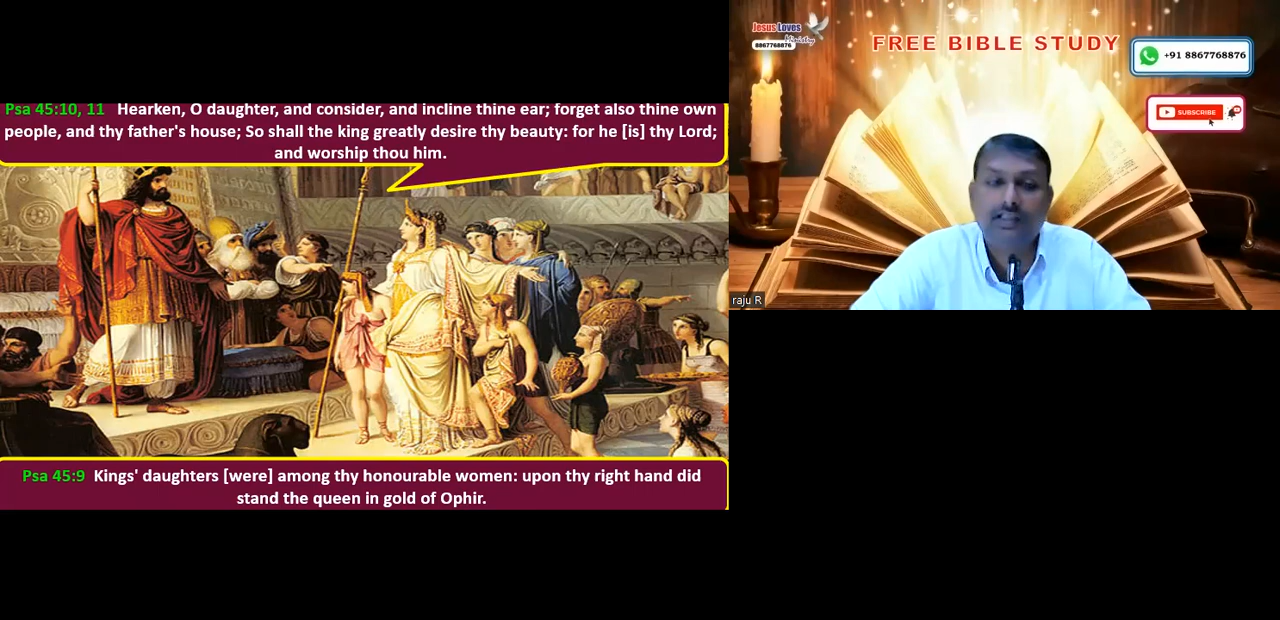 Psa 45:10, 11 Hearken, O daughter, and consider, and incline thine ear; forget also thine own
people, and thy father's house; So shall the king greatly desire thy beauty: for he [is] thy Lord;
and worship thou him.
Psa 45:9 Kings' daughters [were] among thy honourable women: upon thy right hand did
stand the queen in gold of Ophir.
Jesus Loves
Ministry
8867768876
FREE BIBLE STUDY
+91 8867768876
SUBSCRIBE
raju R